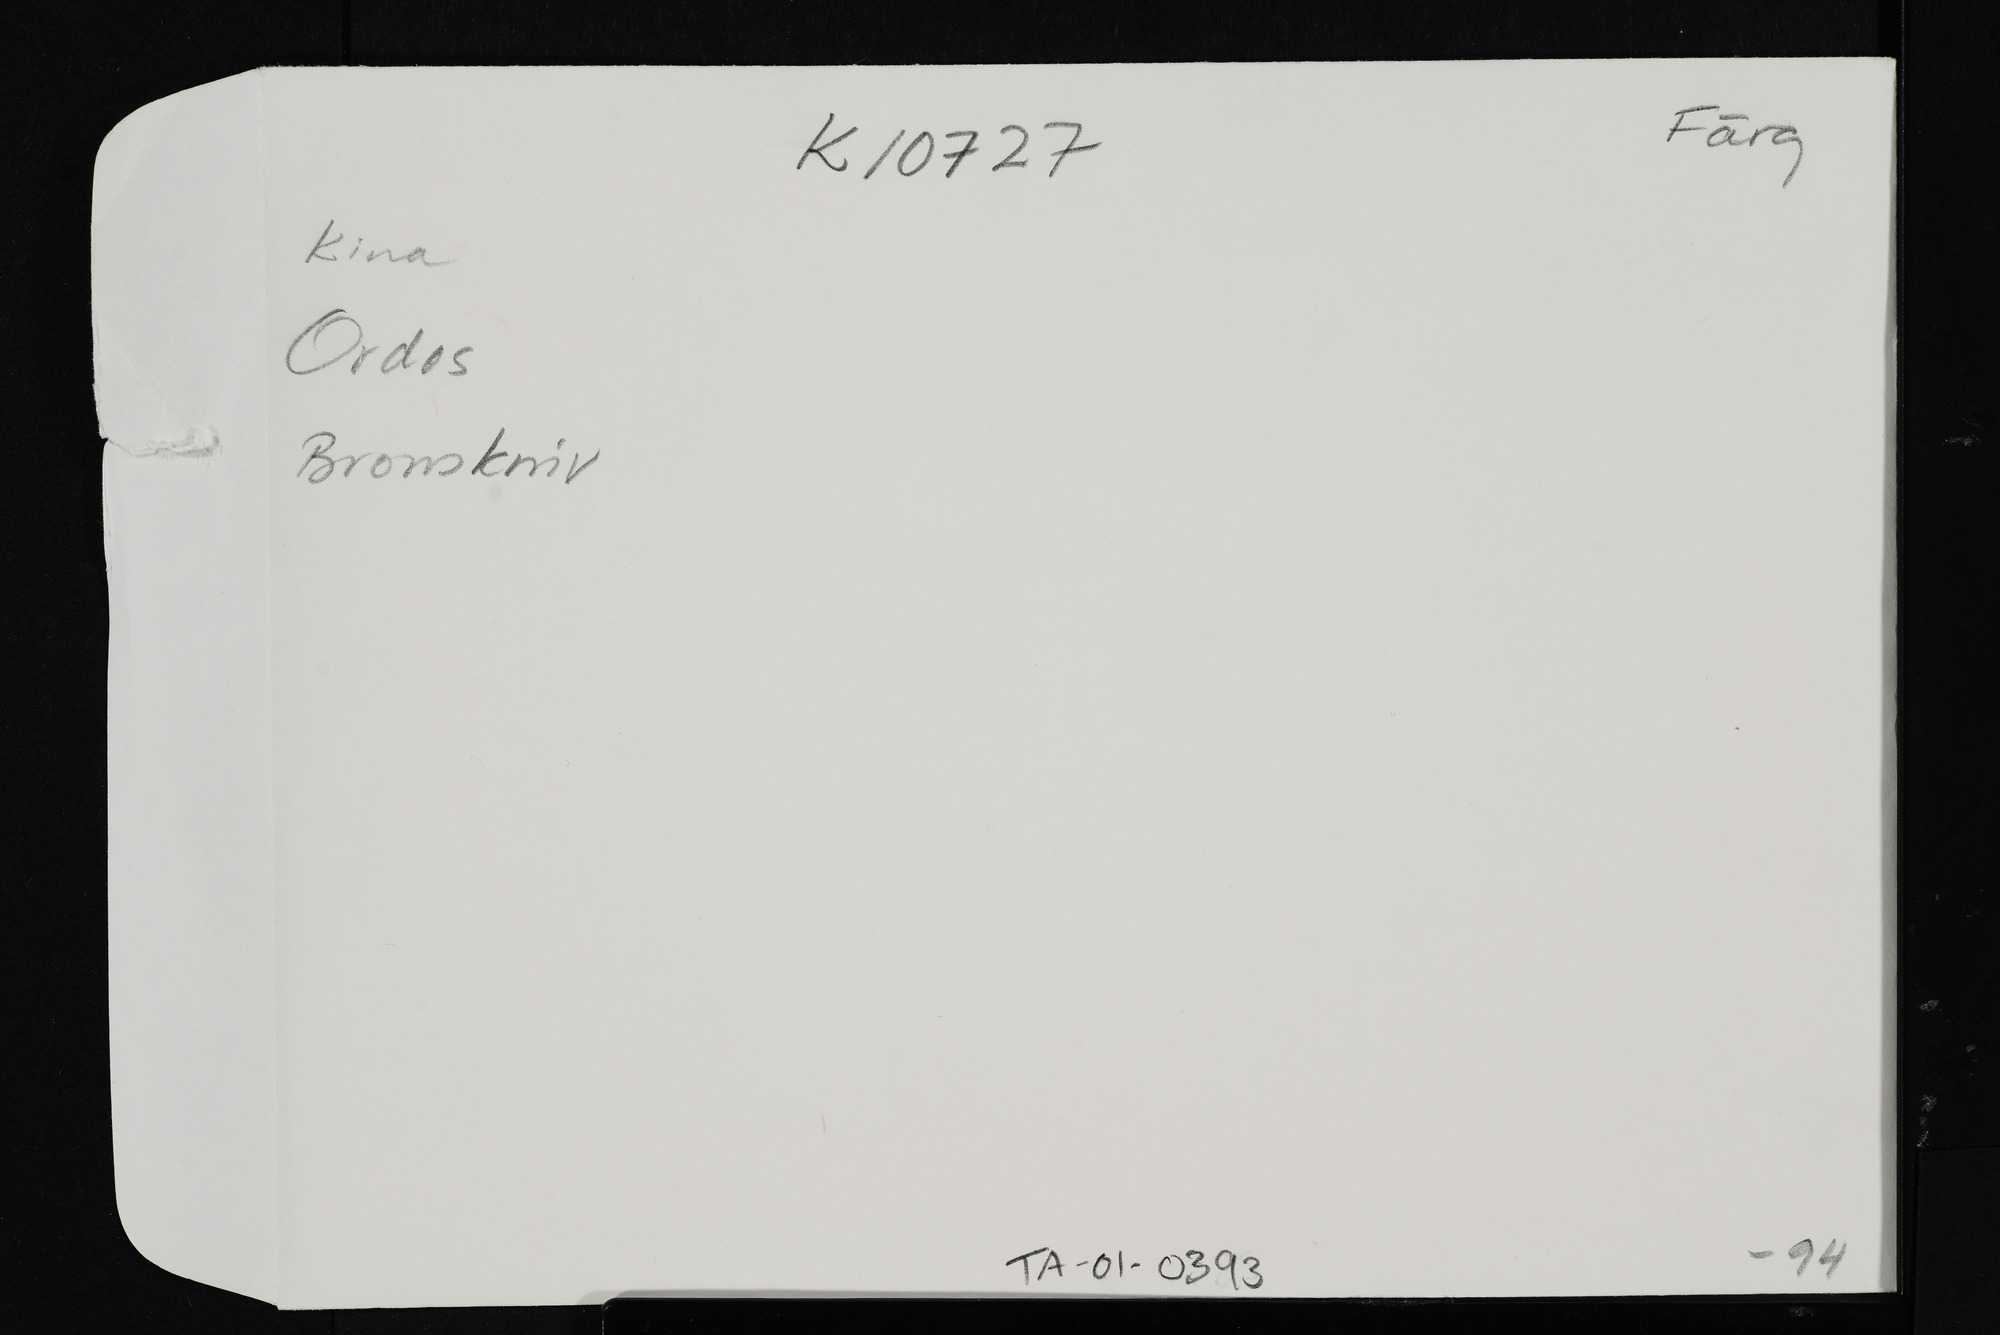 K 10727
Färg
Kina
Ordos
Bronskniv
TA-01-0393
-94